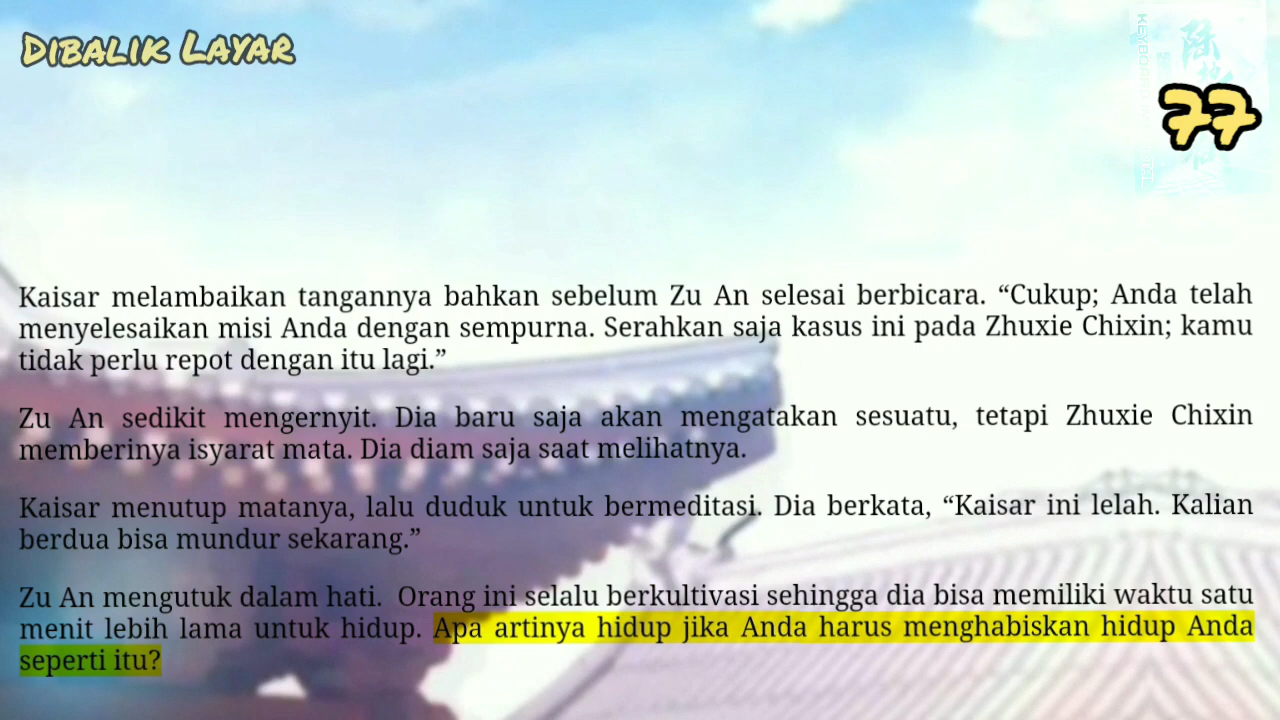 Dibalik Layar
77
Kaisar melambaikan tangannya bahkan sebelum Zu An selesai berbicara. “Cukup; Anda telah
menyelesaikan misi Anda dengan sempurna. Serahkan saja kasus ini pada Zhuxie Chixin; kamu
tidak perlu repot dengan itu lagi.”
Zu An sedikit mengernyit. Dia baru saja akan mengatakan sesuatu, tetapi Zhuxie Chixin
memberinya isyarat mata. Dia diam saja saat melihatnya.
Kaisar menutup matanya, lalu duduk untuk bermeditasi. Dia berkata, “Kaisar ini lelah. Kalian
berdua bisa mundur sekarang.”
Zu An mengutuk dalam hati. Orang ini selalu berkultivasi sehingga dia bisa memiliki waktu satu
menit lebih lama untuk hidup. Apa artinya hidup jika Anda harus menghabiskan hidup Anda
seperti itu?